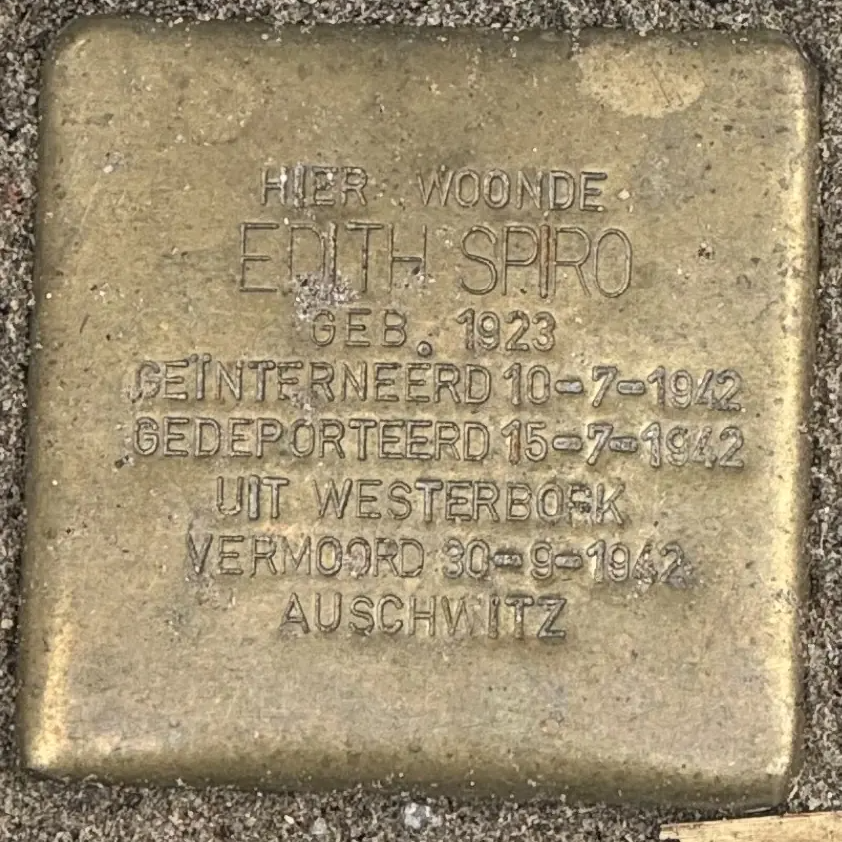 HIER WOONDE
EDITH SPIRO
GEB. 1923
GEÏNTERNEERD 10-7-1942
GEDEPORTEERD 15-7-1942
UIT WESTERBORK
VERMOORD 30-9-1942
AUSCHWITZ